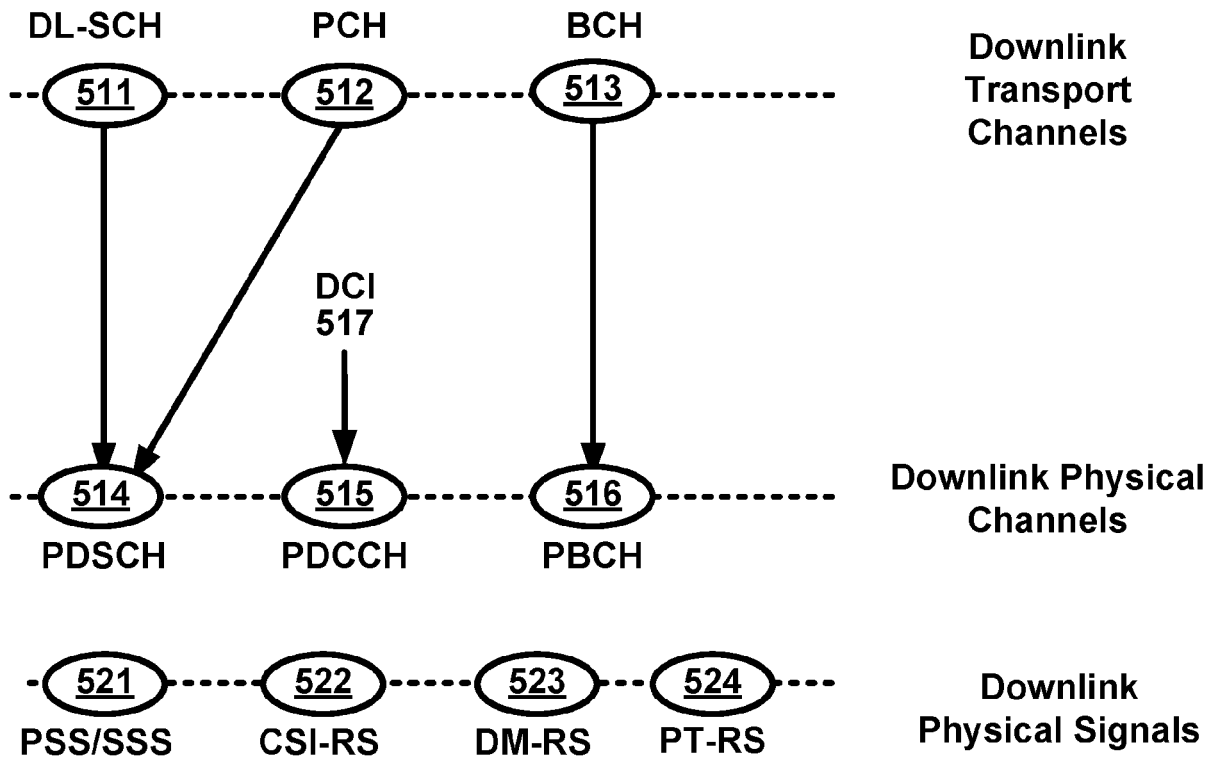 DL-SCH PCH BCH
Downlink
Transport
Channels
511 512 513
DCI
517
514 515 516
Downlink Physical
Channels
PDSCH PDCCH PBCH
521 522 523 524
Downlink
Physical Signals
PSS/SSS CSI-RS DM-RS PT-RS